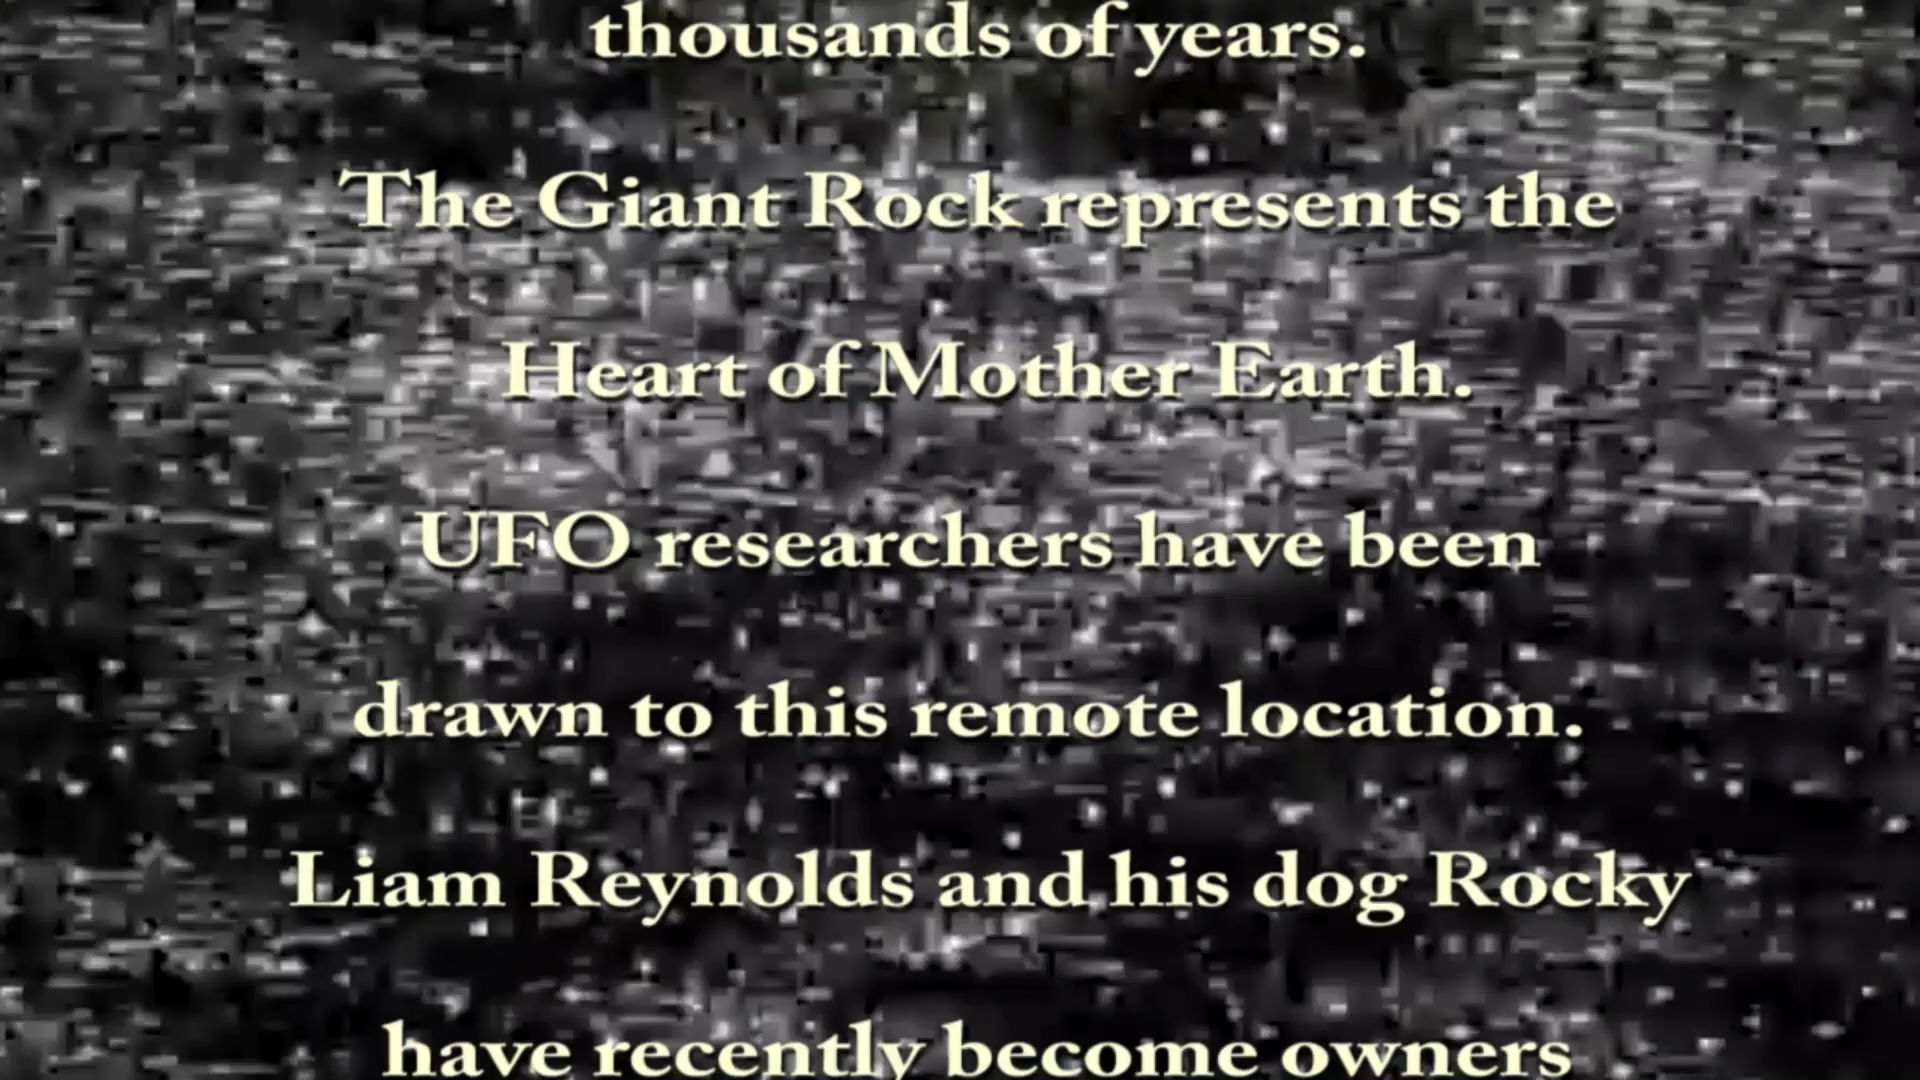 thousands of years.
The Giant Rock represents the
Heart of Mother Earth.
UFO researchers have been
drawn to this remote location.
Liam Reynolds and his dog Rocky
have recently become owners